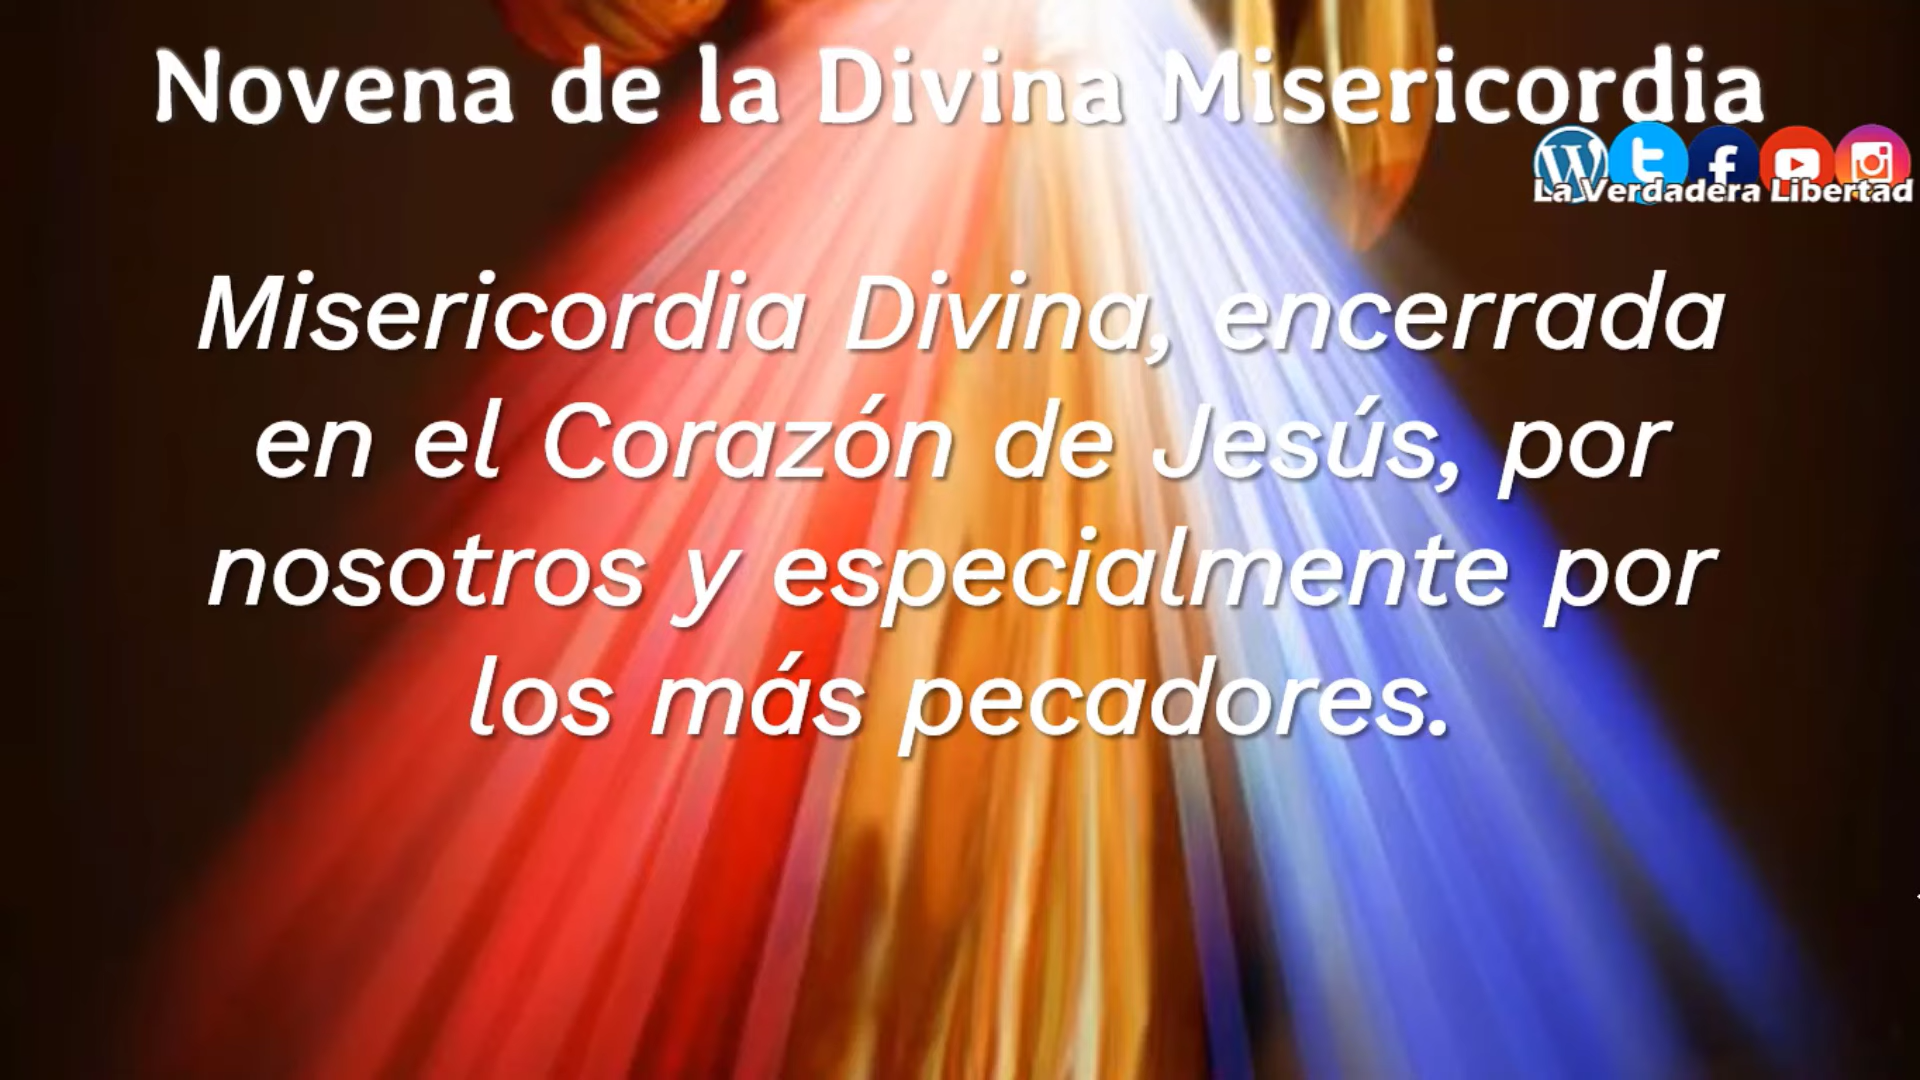 Novena de la Divina Misericordia
La Verdadera Libertad
Misericordia Divina, encerrada
en el Corazón de Jesús, por
nosotros y especialmente por
los más pecadores.